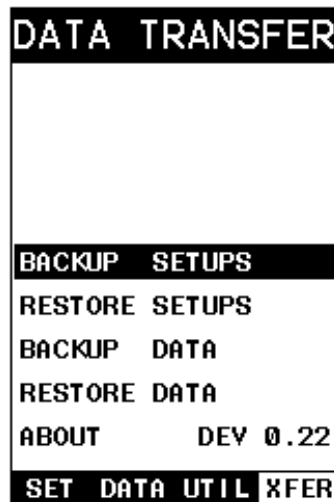 DATA TRANSFER
BACKUP SETUPS
RESTORE SETUPS
BACKUP DATA
RESTORE DATA
ABOUT DEV 0.22
SET DATA UTIL XFER